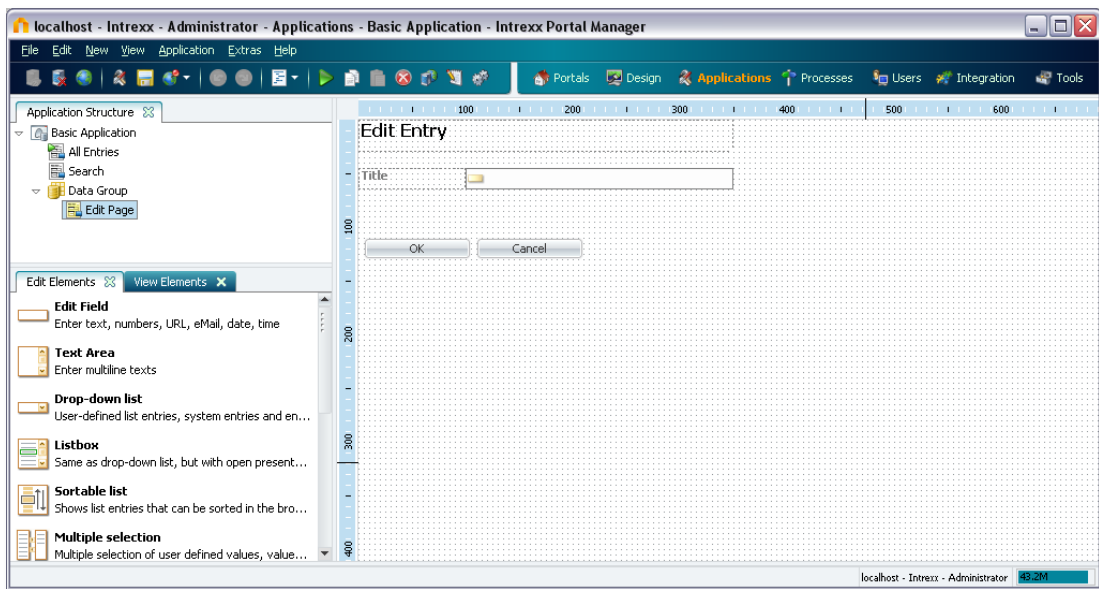 localhost - Intrexx - Administrator - Applications - Basic Application - Intrexx Portal Manager
File Edit New View Application Extras Help
Portals Design Applications Processes Users Integration Tools
Application Structure
Basic Application
All Entries
Search
Data Group
Edit Page
100 200 300 400 500 600
Edit Entry
Title
OK Cancel
100
200
300
400
Edit Elements View Elements
Edit Field
Enter text, numbers, URL, eMail, date, time
Text Area
Enter multiline texts
Drop-down list
User-defined list entries, system entries and en...
Listbox
Same as drop-down list, but with open present...
Sortable list
Shows list entries that can be sorted in the bro...
Multiple selection
Multiple selection of user defined values, value...
localhost - Intrexx - Administrator 43.2M